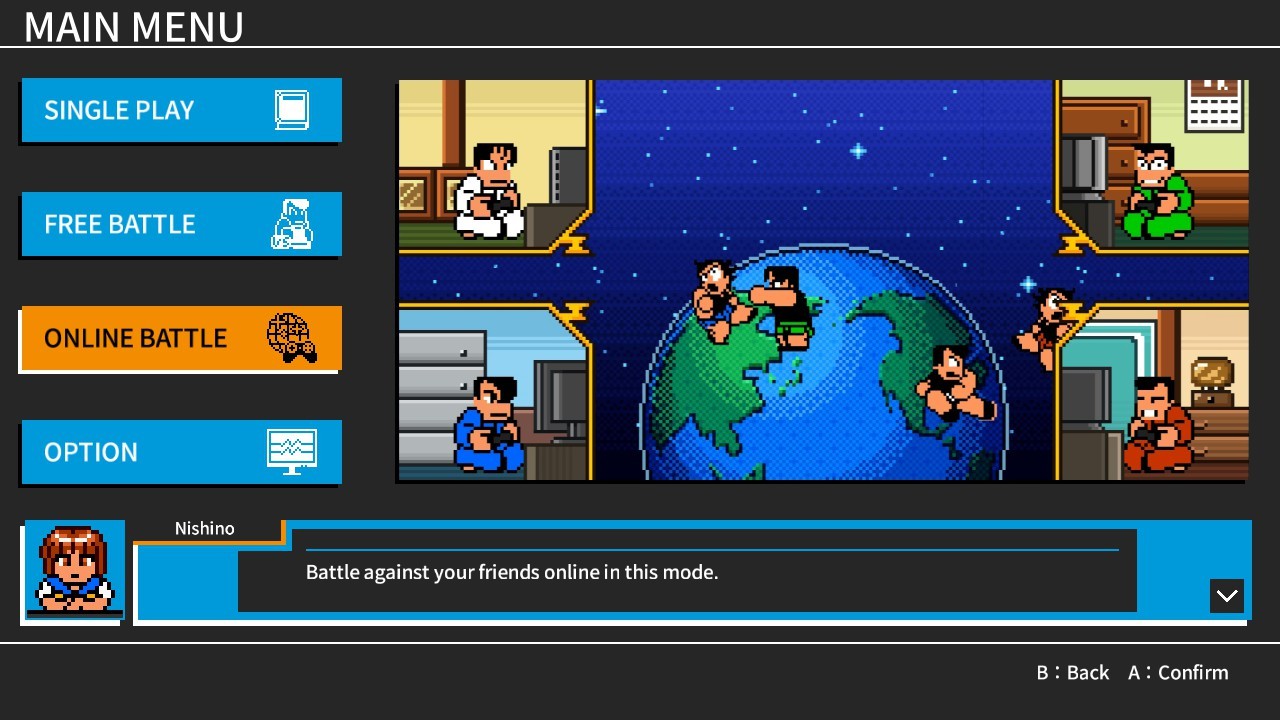 MAIN MENU
SINGLE PLAY
FREE BATTLE
VS
ONLINE BATTLE
OPTION
Nishino
Battle against your friends online in this mode.
B：Back A：Confirm